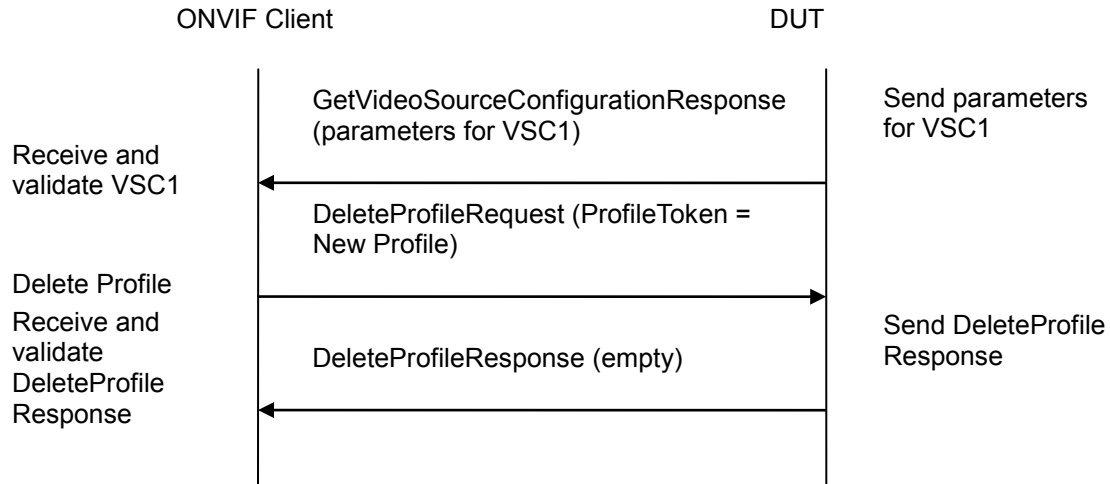 ONVIF Client
DUT
GetVideoSourceConfigurationResponse
(parameters for VSC1)
Send parameters
for VSC1
Receive and
validate VSC1
DeleteProfileRequest (ProfileToken =
New Profile)
Delete Profile
Receive and
validate
DeleteProfile
Response
DeleteProfileResponse (empty)
Send DeleteProfile
Response